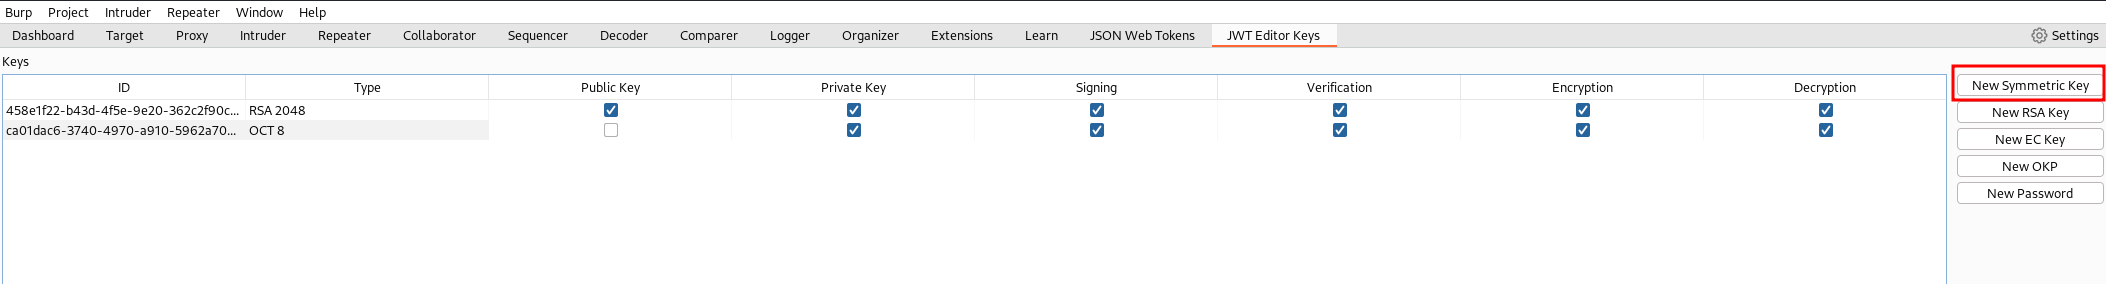 Burp Project Intruder Repeater Window Help
Dashboard Target Proxy Intruder Repeater Collaborator Sequencer Decoder Comparer Logger Organizer Extensions Learn JSON Web Tokens JWT Editor Keys Settings
Keys
ID Type Public Key Private Key Signing Verification Encryption Decryption
458e1f22-b43d-4f5e-9e20-362c2f90c... RSA 2048
ca01dac6-3740-4970-a910-5962a70... OCT 8
New Symmetric Key
New RSA Key
New EC Key
New OKP
New Password